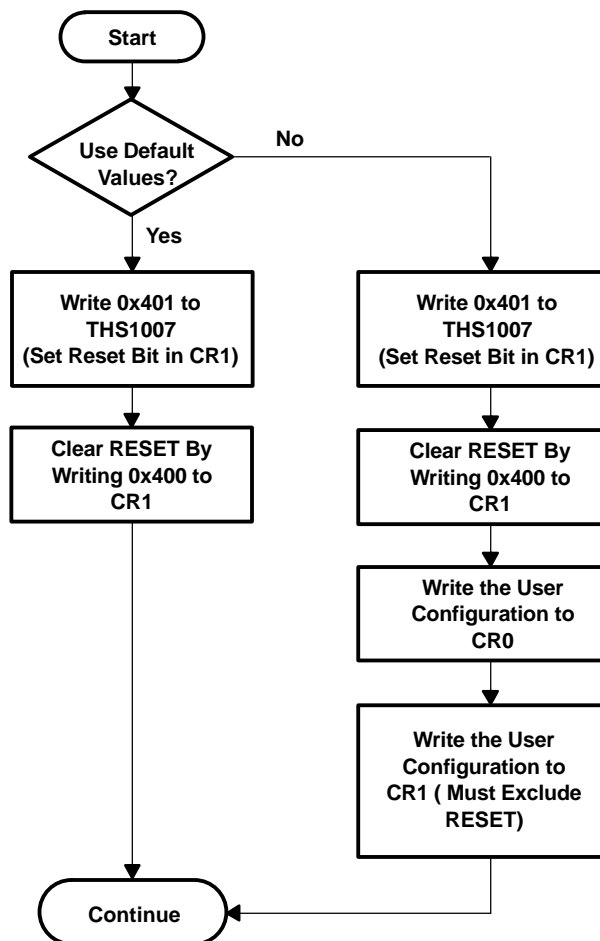 Start
Use Default
Values?
No
Yes
Write 0x401 to
THS1007
(Set Reset Bit in CR1)
Clear RESET By
Writing 0x400 to
CR1
Write 0x401 to
THS1007
(Set Reset Bit in CR1)
Clear RESET By
Writing 0x400 to
CR1
Write the User
Configuration to
CR0
Write the User
Configuration to
CR1 ( Must Exclude
RESET)
Continue